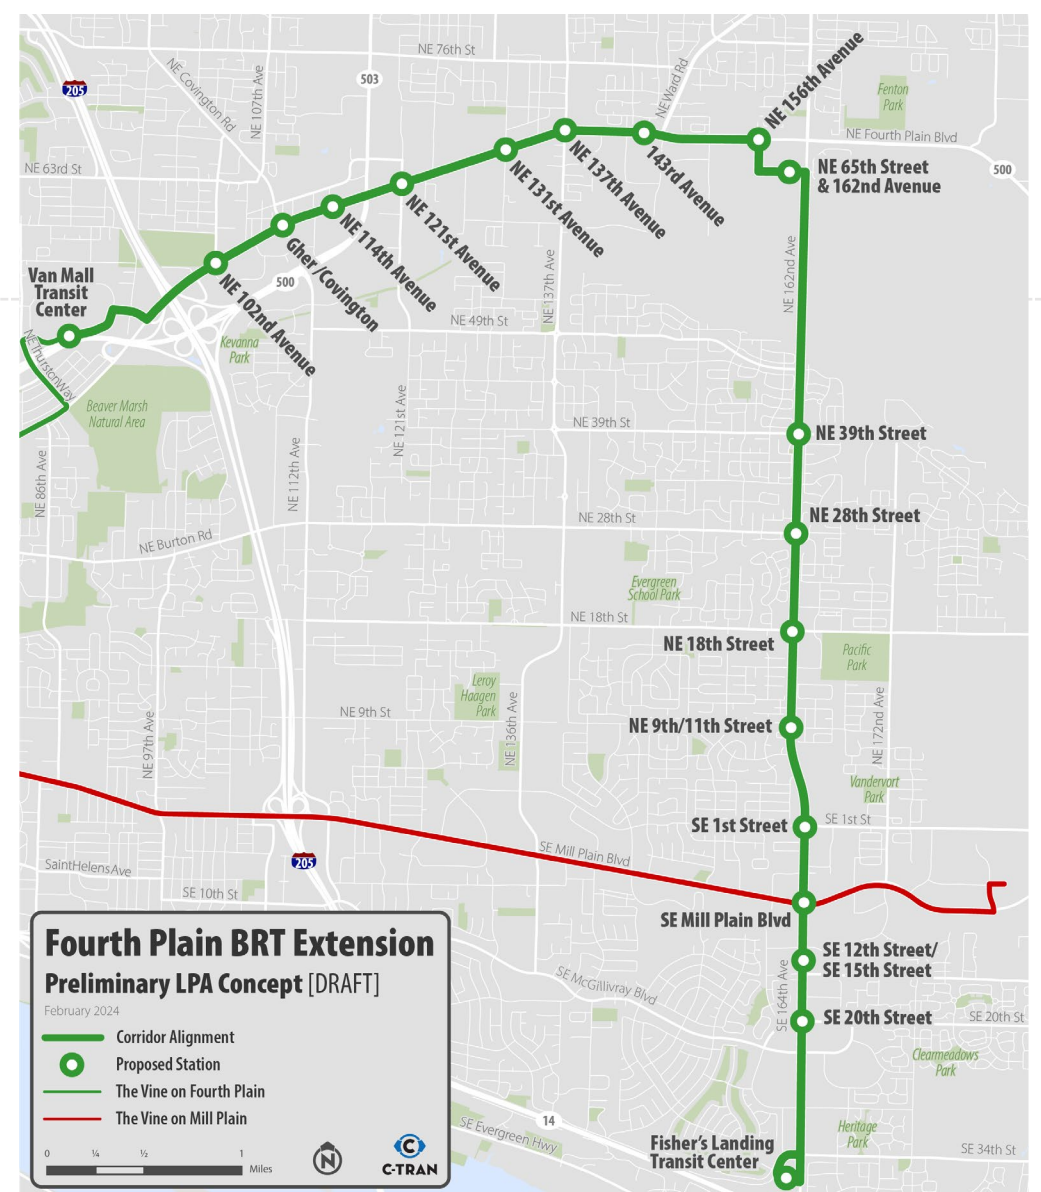 NE 76th St
503
NE Covington Rd
NE 107th Ave
205
NE Ward Rd
NE 156th Avenue
Fenton
Park
NE Fourth Plain Blvd
500
NE 63rd St
NE 65th Street
& 162nd Avenue
143rd Avenue
NE 137th Avenue
NE 131st Avenue
NE 121st Avenue
NE 114th Avenue
Gher /Covington
NE 102nd Avenue
Van Mall
Transit
Center
500
NE 137th Ave
NE 162nd Ave
NE 49th St
Kevanna
Park
NE Thurston Way
Beaver Marsh
Natural Area
NE 121st Ave
NE 39th St
NE 39th Street
NE 86th Ave
NE 112th Ave
NE 28th St
NE 28th Street
NE Burton Rd
Evergreen
School Park
NE 18th St
NE 18th Street
Pacific
Park
Leroy
Haagen
Park
NE 9th St
NE 136th Ave
NE 9th/11th Street
NE 172nd Ave
NE 97th Ave
Vandervort
Park
SE 1st Street
SE 1st St
SE Mill Plain Blvd
205
Saint Helens Ave
SE 10th St
SE Mill Plain Blvd
SE 12th Street/
SE 15th Street
SE McGillivray Blvd
SE 164th Ave
SE 20th Street
SE 20th St
Clearmeadows
Park
14
SE Evergreen Hwy
Heritage
Park
Fisher's Landing
Transit Center
SE 34th St
Fourth Plain BRT Extension
Preliminary LPA Concept [DRAFT]
February 2024
Corridor Alignment
Proposed Station
The Vine on Fourth Plain
The Vine on Mill Plain
0 ¼ ½ 1
Miles
N
C
C-TRAN